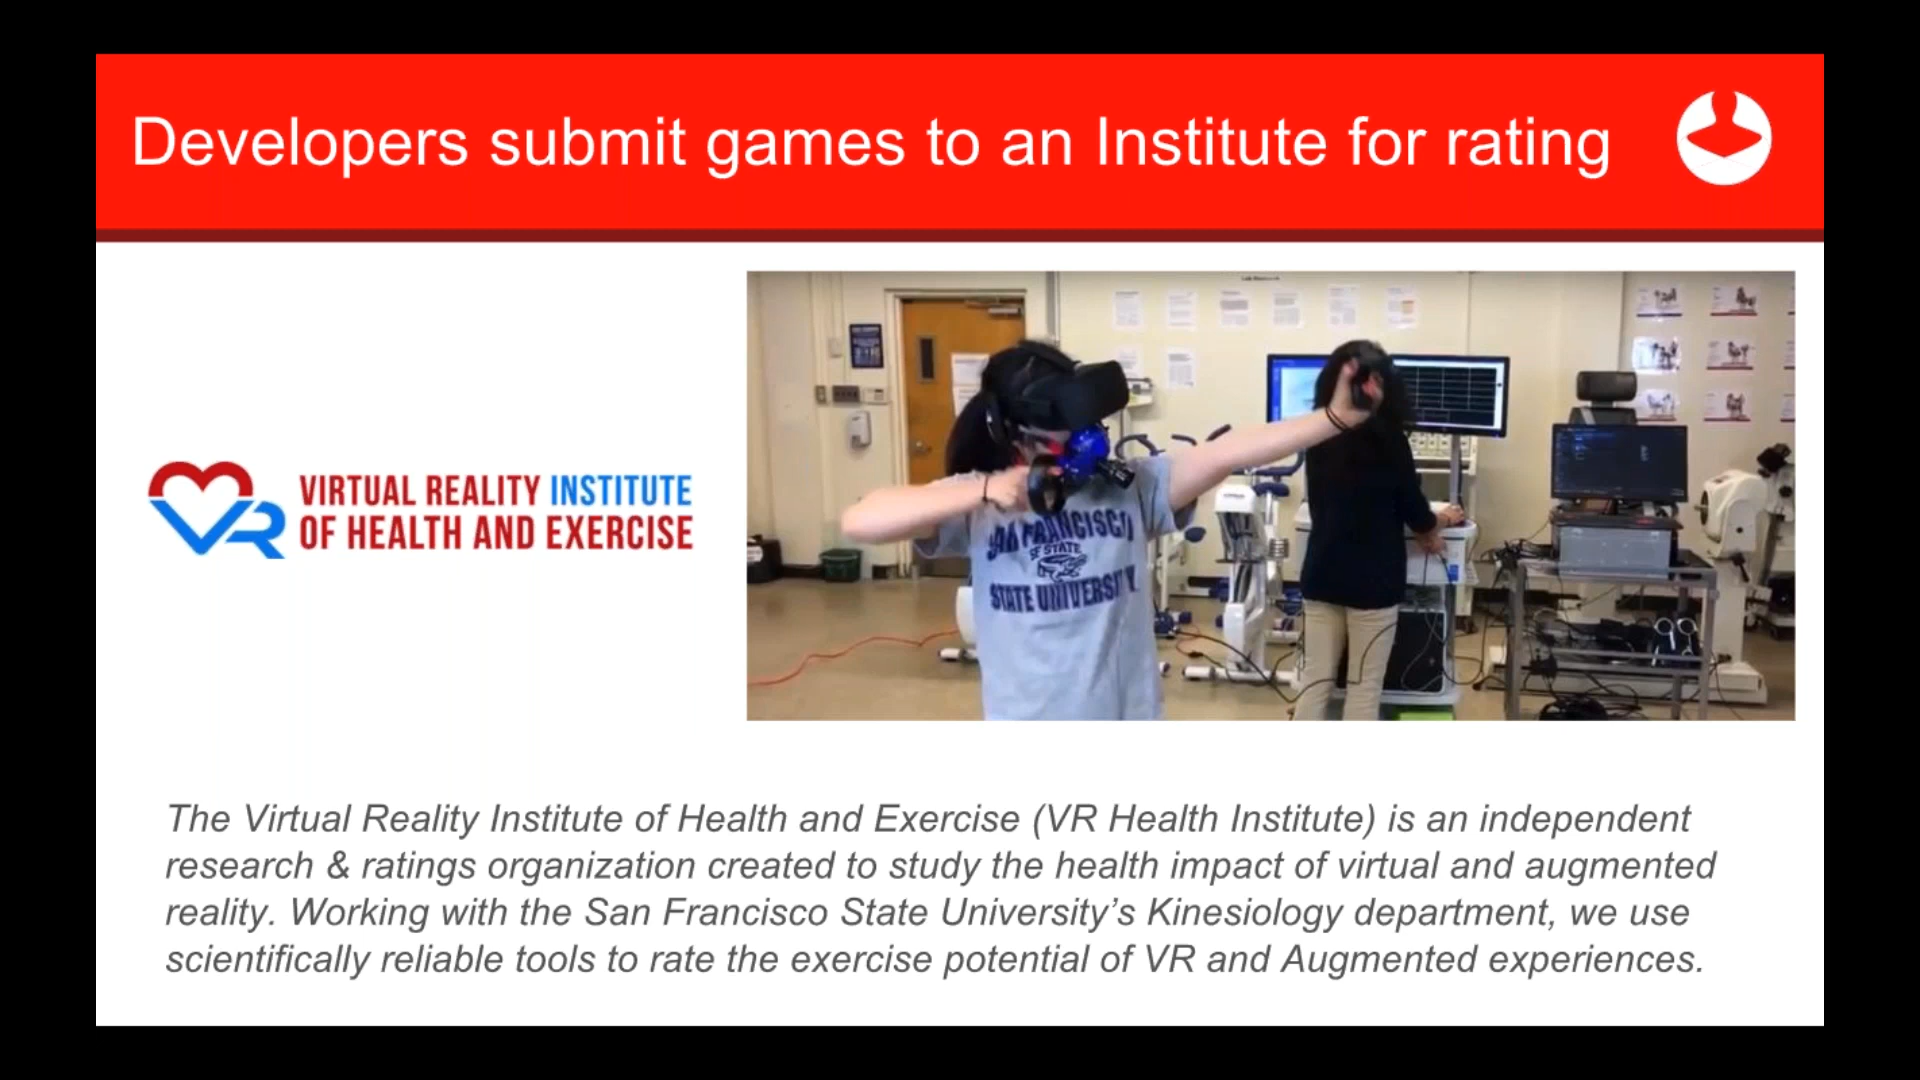 Developers submit games to an Institute for rating
VIRTUAL REALITY INSTITUTE
OF HEALTH AND EXERCISE
SAN FRANCISCO
SF STATE
STATE UNIVERSITY
The Virtual Reality Institute of Health and Exercise (VR Health Institute) is an independent
research & ratings organization created to study the health impact of virtual and augmented
reality. Working with the San Francisco State University’s Kinesiology department, we use
scientifically reliable tools to rate the exercise potential of VR and Augmented experiences.